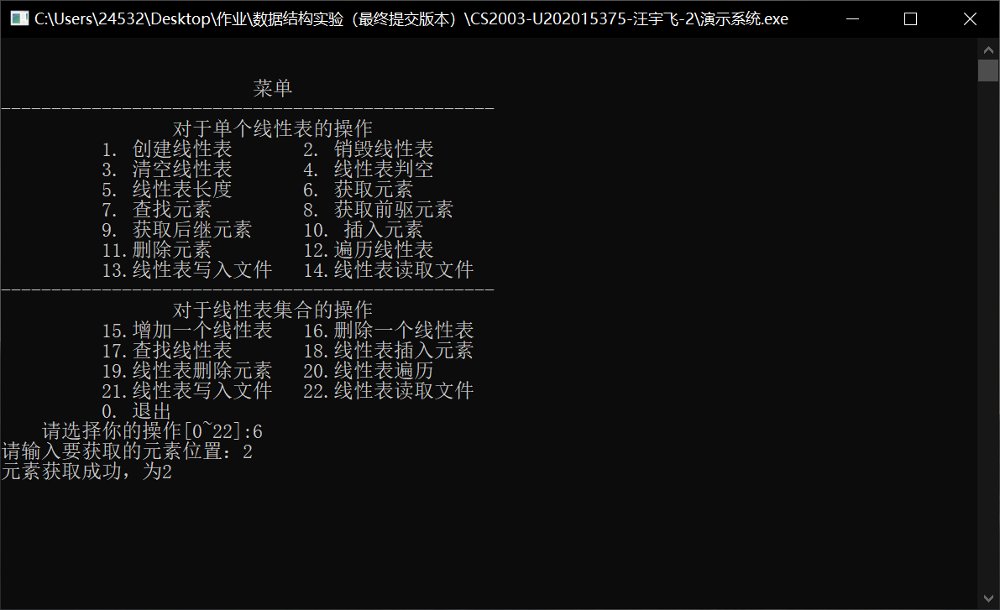 C:\Users\24532\Desktop\作业\数据结构实验（最终提交版本）\CS2003-U202015375-汪宇飞-2\演示系统.exe
菜单
-------------------------------------------------
对于单个线性表的操作
1. 创建线性表 2. 销毁线性表
3. 清空线性表 4. 线性表判空
5. 线性表长度 6. 获取元素
7. 查找元素 8. 获取前驱元素
9. 获取后继元素 10. 插入元素
11.删除元素 12.遍历线性表
13.线性表写入文件 14.线性表读取文件
-------------------------------------------------
对于线性表集合的操作
15.增加一个线性表 16.删除一个线性表
17.查找线性表 18.线性表插入元素
19.线性表删除元素 20.线性表遍历
21.线性表写入文件 22.线性表读取文件
0. 退出
请选择你的操作[0~22]:6
请输入要获取的元素位置：2
元素获取成功，为2